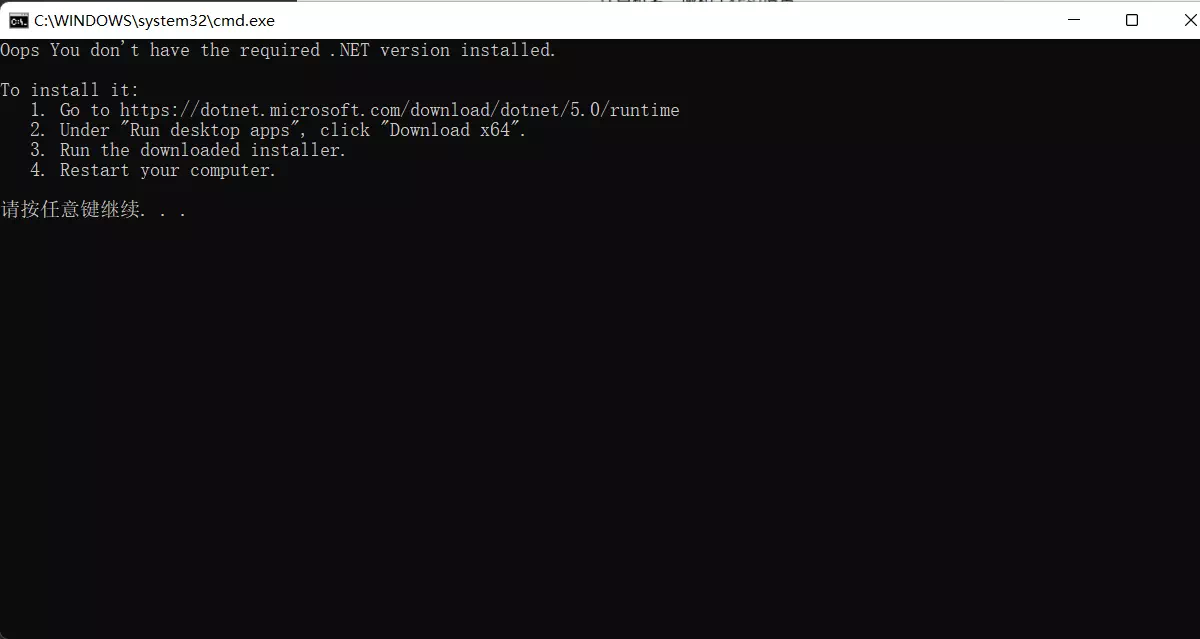 C:\WINDOWS\system32\cmd.exe
Oops You don't have the required .NET version installed.
To install it:
1. Go to https://dotnet.microsoft.com/download/dotnet/5.0/runtime
2. Under "Run desktop apps", click "Download x64".
3. Run the downloaded installer.
4. Restart your computer.
请按任意键继续. . .